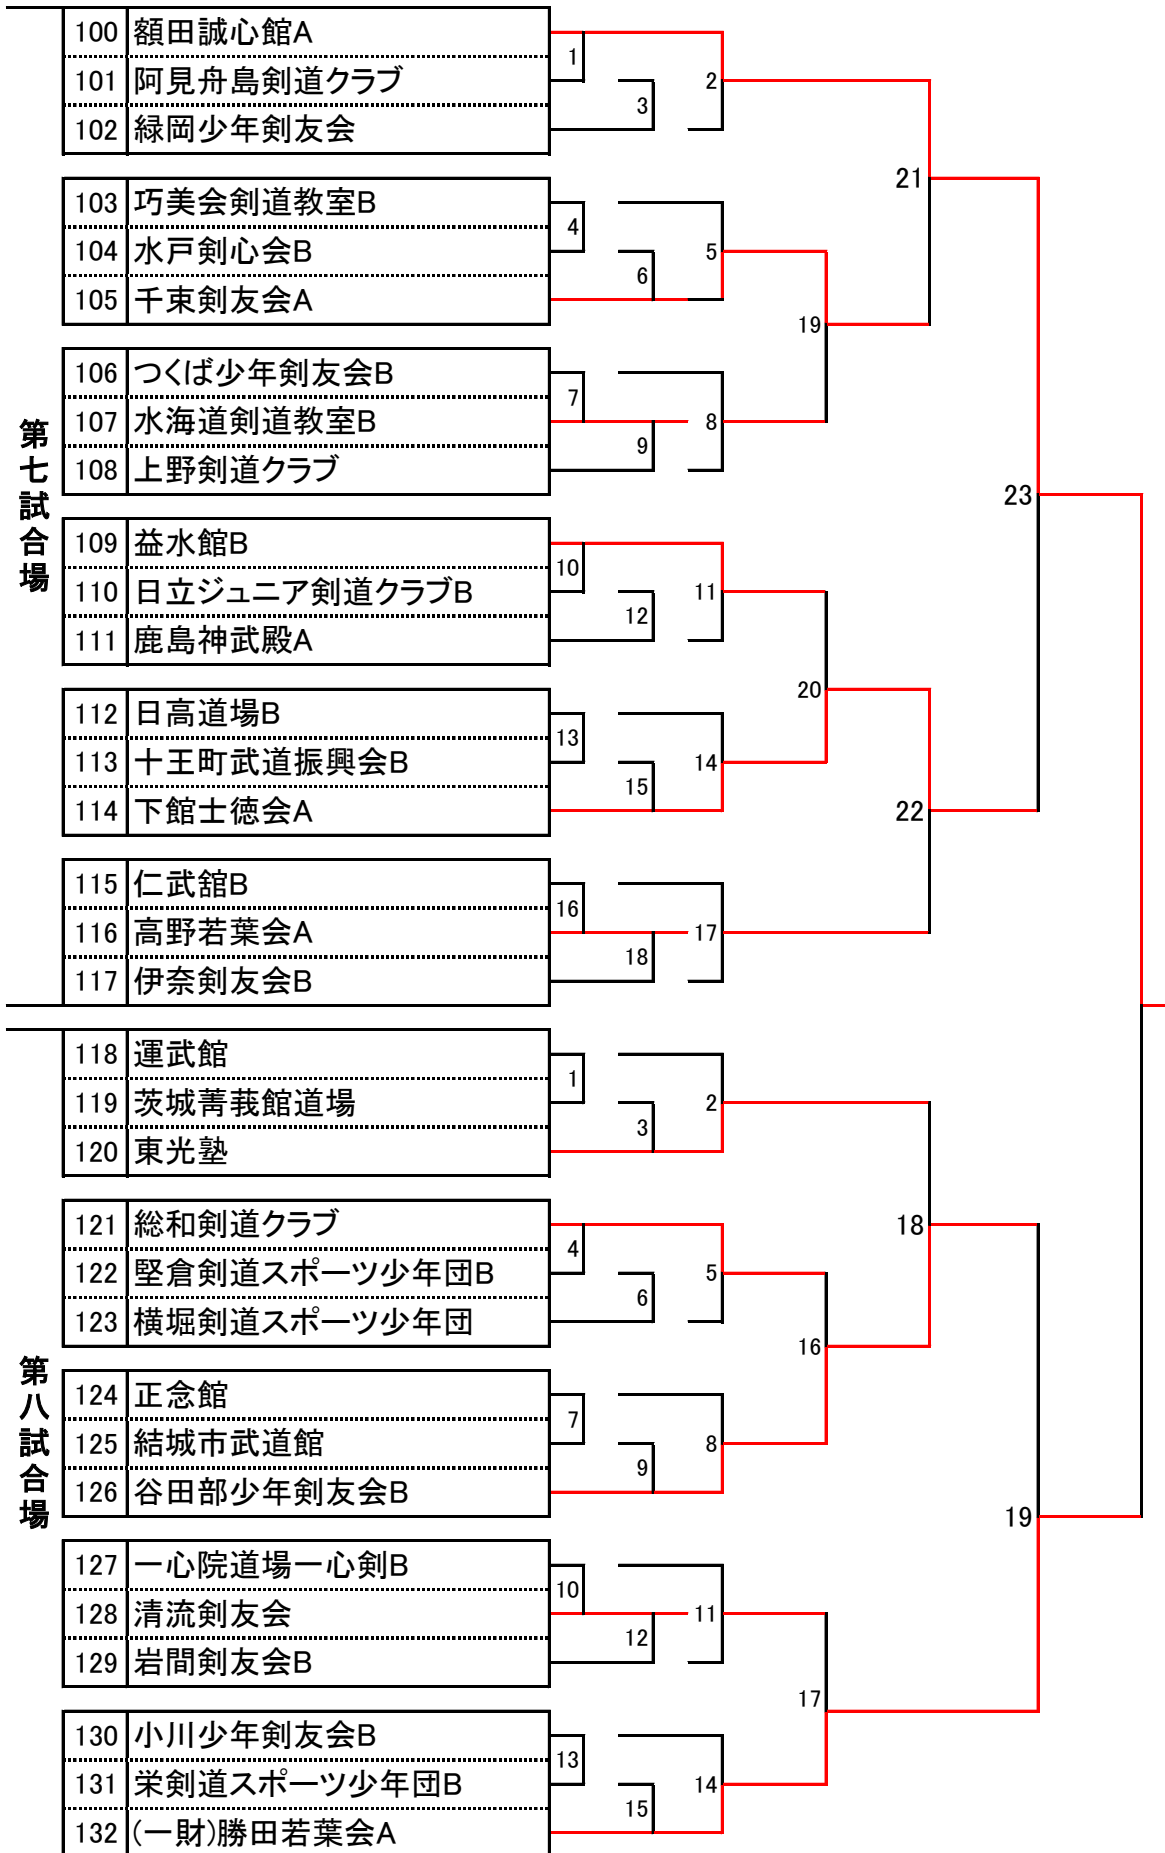 第七試合場
100 額田誠心館A
101 阿見舟島剣道クラブ
102 緑岡少年剣友会
1
2
3
103 巧美会剣道教室B
104 水戸剣心会B
105 千束剣友会A
4
5
6
106 つくば少年剣友会B
107 水海道剣道教室B
108 上野剣道クラブ
7
8
9
109 益水館B
110 日立ジュニア剣道クラブB
111 鹿島神武殿A
10
11
12
112 日高道場B
113 十王町武道振興会B
114 下館士徳会A
13
14
15
115 仁武舘B
116 高野若葉会A
117 伊奈剣友会B
16
17
18
19
20
21
22
23
第八試合場
118 運武館
119 茨城菁莪館道場
120 東光塾
1
2
3
121 総和剣道クラブ
122 堅倉剣道スポーツ少年団B
123 横堀剣道スポーツ少年団
4
5
6
124 正念館
125 結城市武道館
126 谷田部少年剣友会B
7
8
9
127 一心院道場一心剣B
128 清流剣友会
129 岩間剣友会B
10
11
12
130 小川少年剣友会B
131 栄剣道スポーツ少年団B
132 (一財)勝田若葉会A
13
14
15
16
17
18
19